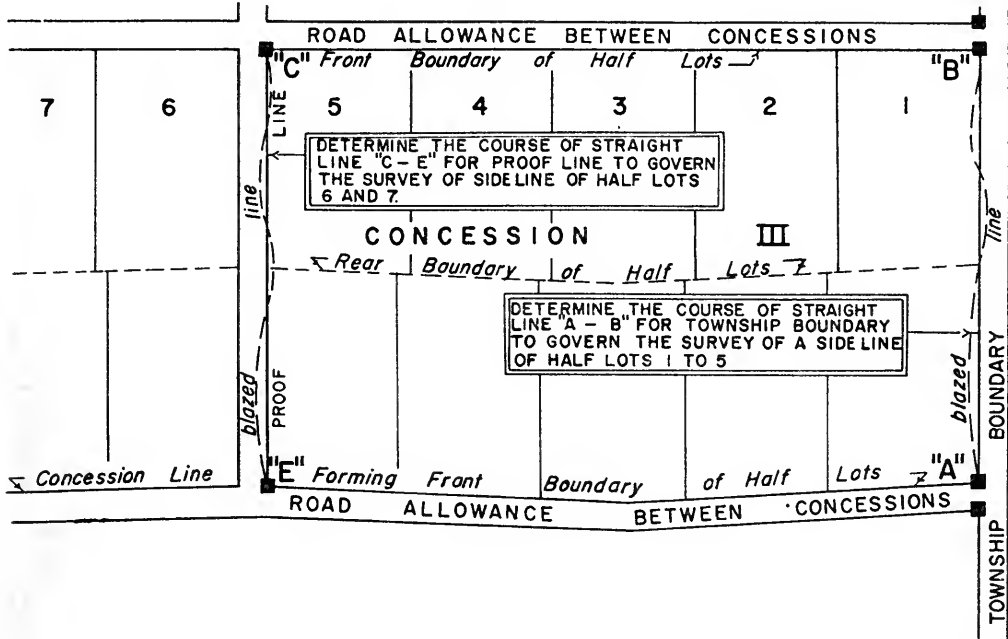 ROAD ALLOWANCE BETWEEN CONCESSIONS
"C" Front Boundary of Half Lots "B"
7 6 5 4 3 2 1
LINE
DETERMINE THE COURSE OF STRAIGHT
LINE "C - E" FOR PROOF LINE TO GOVERN
THE SURVEY OF SIDELINE OF HALF LOTS
6 AND 7.
line
line
CONCESSION III
Rear Boundary of Half Lots
DETERMINE THE COURSE OF STRAIGHT
LINE "A - B" FOR TOWNSHIP BOUNDARY
TO GOVERN THE SURVEY OF A SIDELINE
OF HALF LOTS 1 TO 5
blazed
PROOF
blazed
TOWNSHIP BOUNDARY
Concession Line "E" Forming Front Boundary of Half Lots "A"
ROAD ALLOWANCE BETWEEN CONCESSIONS